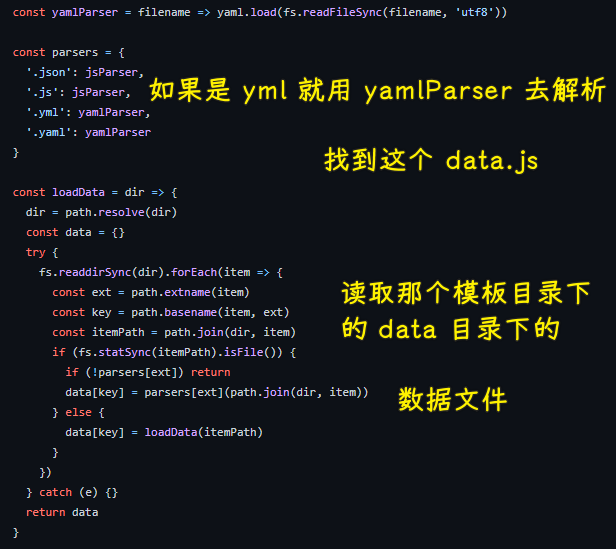 const yamlParser = filename => yaml.load(fs.readFileSync(filename, 'utf8'))
const parsers = {
'.json': jsParser,
'.js': jsParser,
如果是 yml 就用 yamlParser 去解析
'.yml': yamlParser,
'.yaml': yamlParser
}
找到这个 data.js
const loadData = dir => {
dir = path.resolve(dir)
const data = {}
try {
fs.readdirSync(dir).forEach(item => {
const ext = path.extname(item)
读取那个模板目录下
const key = path.basename(item, ext)
const itemPath = path.join(dir, item)
的 data 目录下的
if (fs.statSync(itemPath).isFile()) {
if (!parsers[ext]) return
data[key] = parsers[ext](path.join(dir, item))
数据文件
} else {
data[key] = loadData(itemPath)
}
})
} catch (e) {}
return data
}